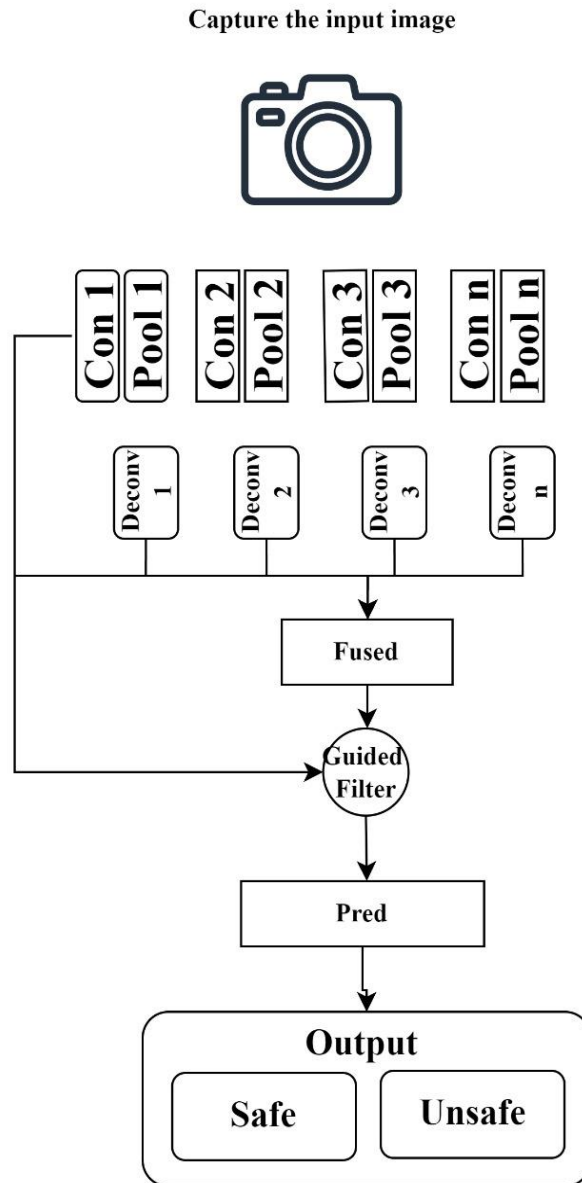 Capture the input image
Con 1
Pool 1
Con 2
Pool 2
Con 3
Pool 3
Con n
Pool n
Deconv
1
Deconv
2
Deconv
3
Deconv
n
Fused
Guided
Filter
Pred
Output
Safe
Unsafe